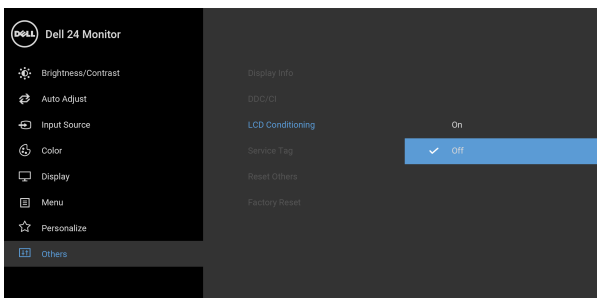 DELL
Dell 24 Monitor
Brightness/Contrast
Auto Adjust
Input Source
Color
Display
Menu
Personalize
Others
Display Info
DDC/CI
LCD Conditioning
Service Tag
Reset Others
Factory Reset
On
Off